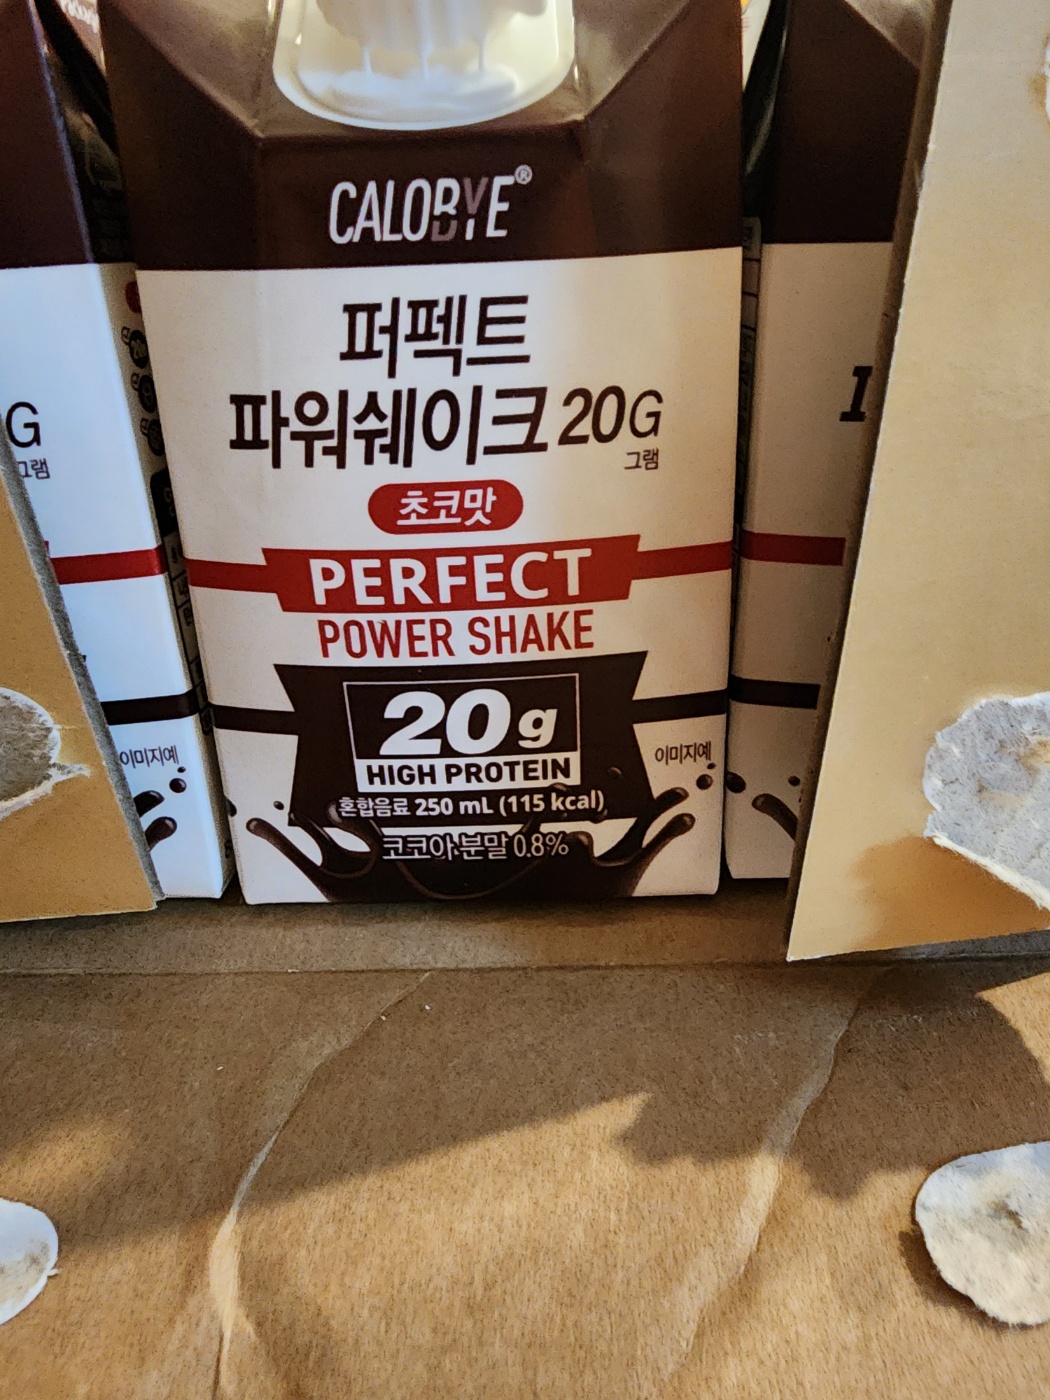 CALOBYE®
퍼펙트
파워쉐이크 20G
그램
초코맛
PERFECT
POWER SHAKE
20g
HIGH PROTEIN
혼합음료 250 mL (115 kcal)
코코아분말 0.8%
이미지예
G
그램
이미지예